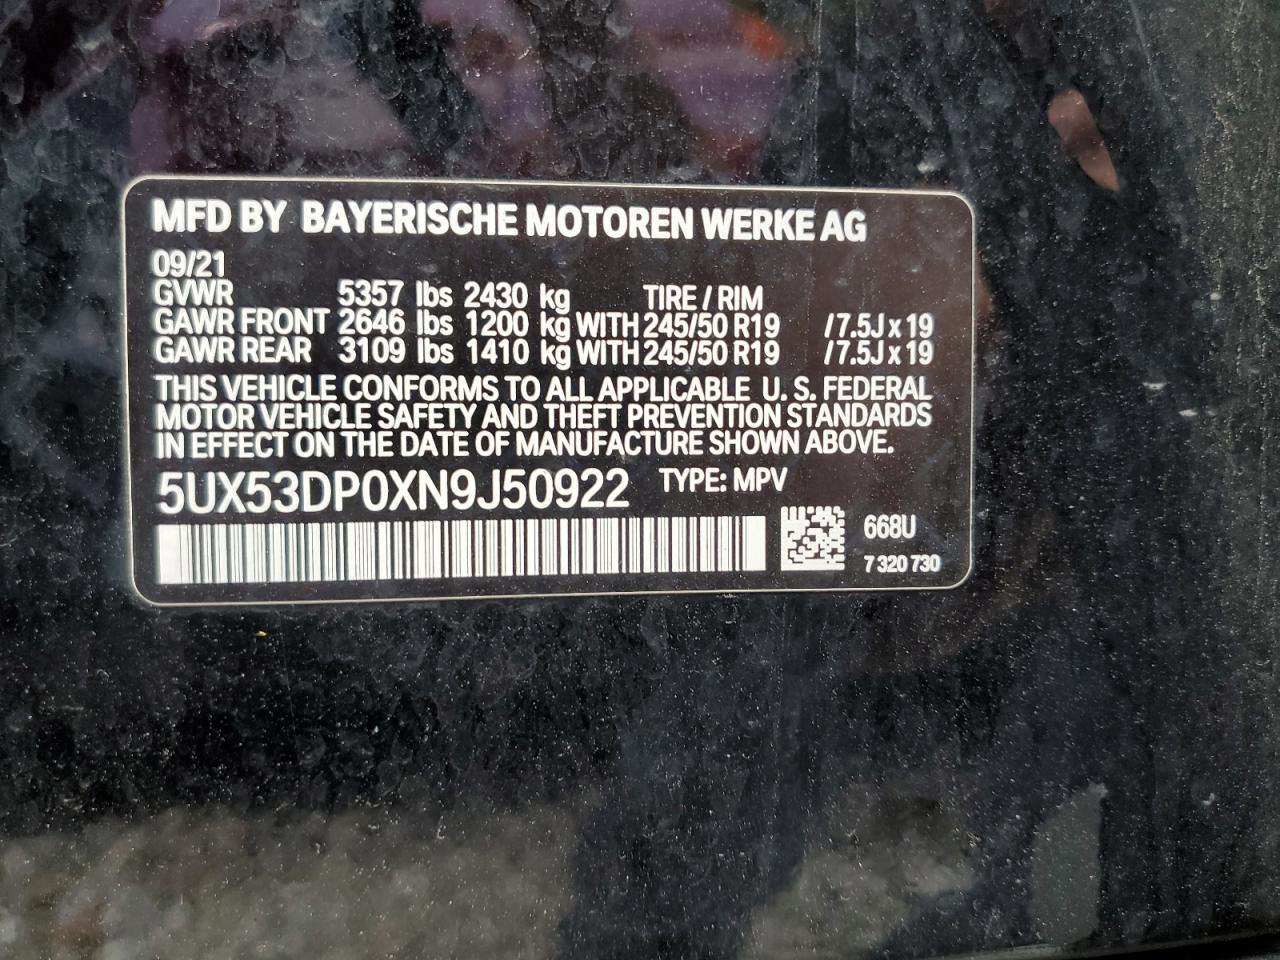 MFD BY BAYERISCHE MOTOREN WERKE AG
09/21
GVWR 5357 lbs 2430 kg TIRE / RIM
GAWR FRONT 2646 lbs 1200 kg WITH 245/50 R19 / 7.5J x 19
GAWR REAR 3109 lbs 1410 kg WITH 245/50 R19 / 7.5J x 19
THIS VEHICLE CONFORMS TO ALL APPLICABLE U. S. FEDERAL
MOTOR VEHICLE SAFETY AND THEFT PREVENTION STANDARDS
IN EFFECT ON THE DATE OF MANUFACTURE SHOWN ABOVE.
5UX53DP0XN9J50922 TYPE: MPV
668U
7 320 730